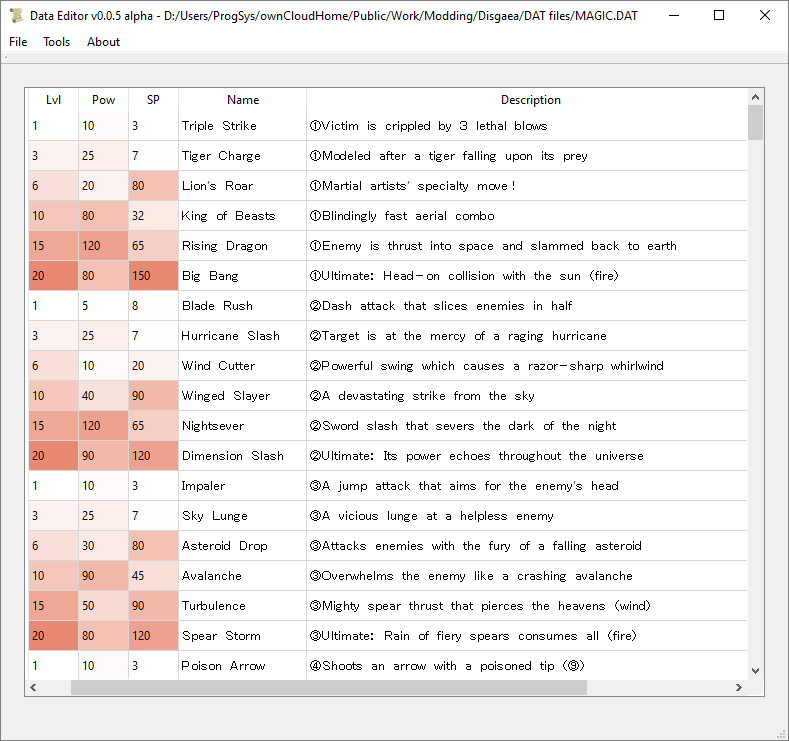 Data Editor v0.0.5 alpha - D:/Users/ProgSys/ownCloudHome/Public/Work/Modding/Disgaea/DAT files/MAGIC.DAT
File Tools About
Lvl Pow SP Name Description
1 10 3 Triple Strike ①Victim is crippled by 3 lethal blows
3 25 7 Tiger Charge ①Modeled after a tiger falling upon its prey
6 20 80 Lion's Roar ①Martial artists' specialty move！
10 80 32 King of Beasts ①Blindingly fast aerial combo
15 120 65 Rising Dragon ①Enemy is thrust into space and slammed back to earth
20 80 150 Big Bang ①Ultimate: Head－on collision with the sun (fire)
1 5 8 Blade Rush ②Dash attack that slices enemies in half
3 25 7 Hurricane Slash ②Target is at the mercy of a raging hurricane
6 10 20 Wind Cutter ②Powerful swing which causes a razor－sharp whirlwind
10 40 90 Winged Slayer ②A devastating strike from the sky
15 120 65 Nightsever ②Sword slash that severs the dark of the night
20 90 120 Dimension Slash ②Ultimate: Its power echoes throughout the universe
1 10 3 Impaler ③A jump attack that aims for the enemy's head
3 25 7 Sky Lunge ③A vicious lunge at a helpless enemy
6 30 80 Asteroid Drop ③Attacks enemies with the fury of a falling asteroid
10 90 45 Avalanche ③Overwhelms the enemy like a crashing avalanche
15 50 90 Turbulence ③Mighty spear thrust that pierces the heavens (wind)
20 80 120 Spear Storm ③Ultimate: Rain of fiery spears consumes all (fire)
1 10 3 Poison Arrow ④Shoots an arrow with a poisoned tip (⑨)